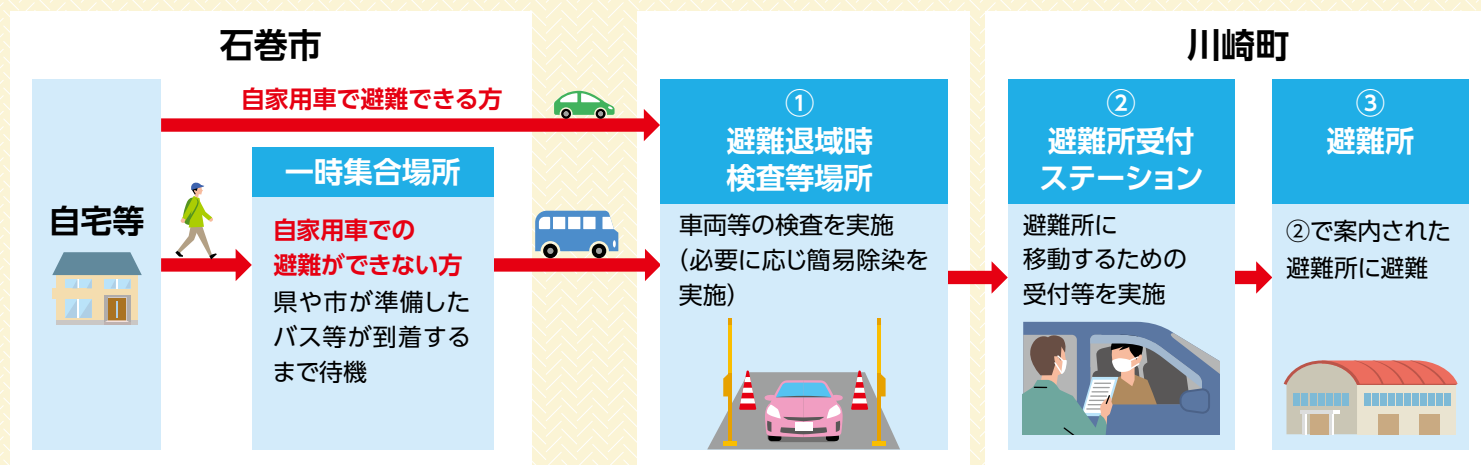 石巻市
自宅等
自家用車で避難できる方
一時集合場所
自家用車での
避難ができない方
県や市が準備した
バス等が到着する
まで待機
①
避難退域時
検査等場所
車両等の検査を実施
（必要に応じ簡易除染を
実施）
川崎町
②
避難所受付
ステーション
避難所に
移動するための
受付等を実施
③
避難所
②で案内された
避難所に避難